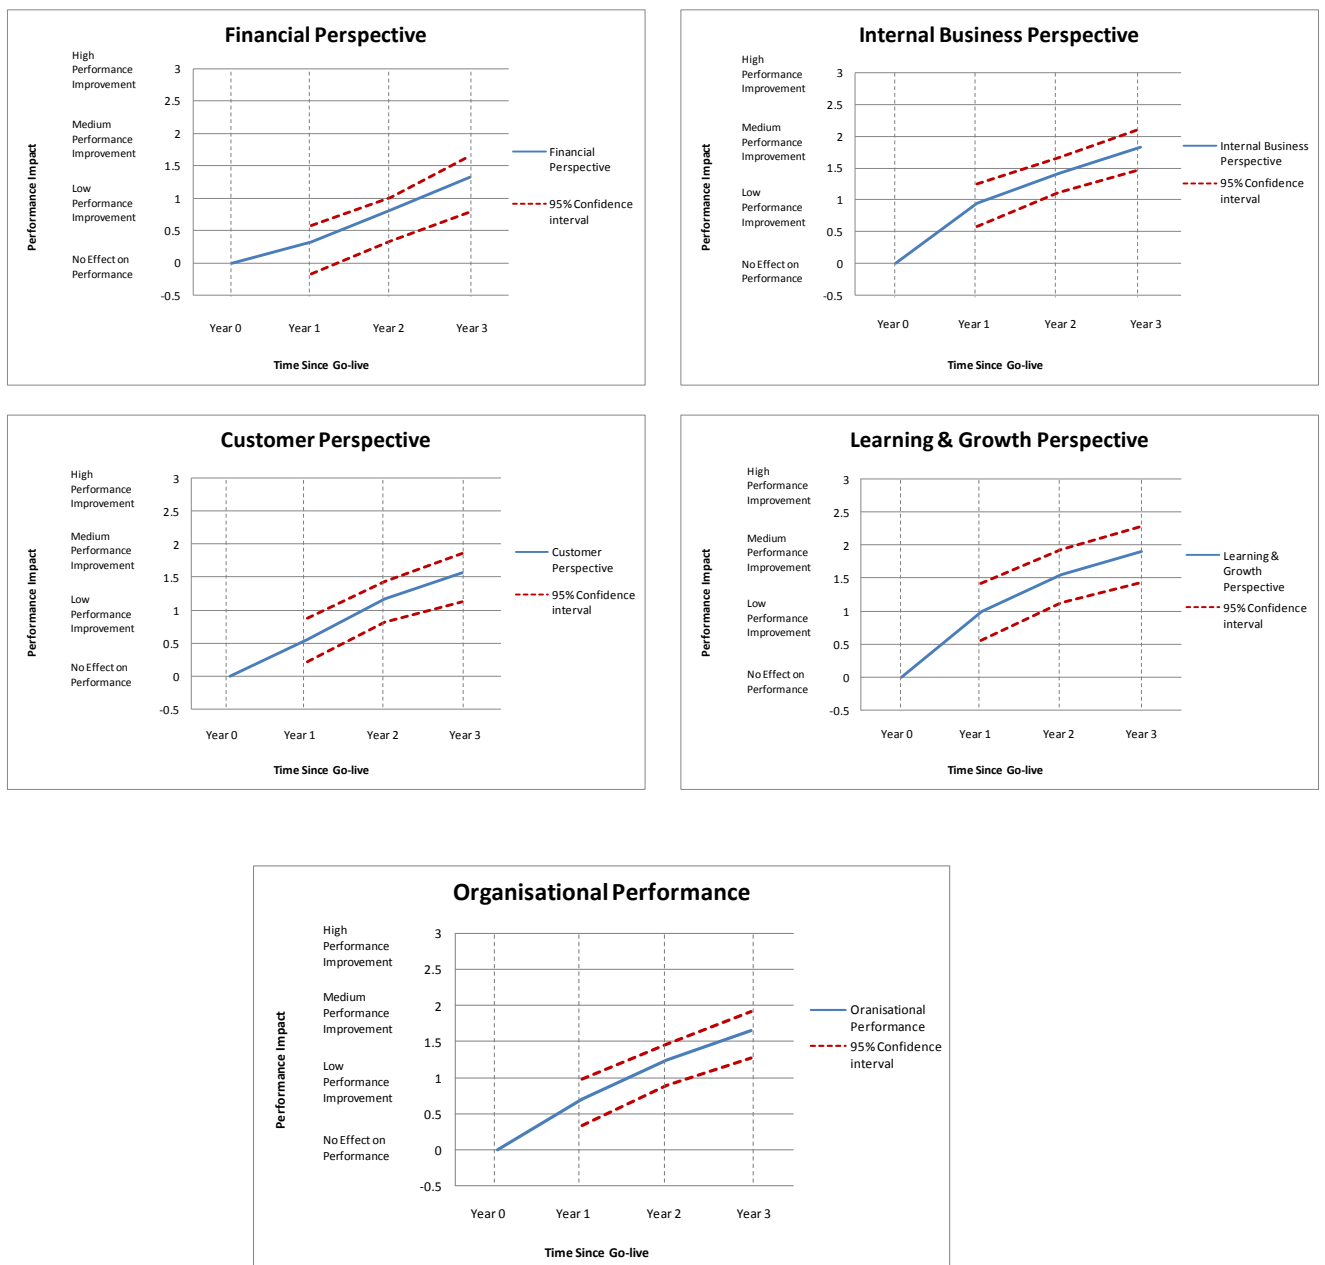 Financial Perspective
High
Performance
Improvement
Medium
Performance
Improvement
Low
Performance
Improvement
No Effect on
Performance
Performance Impact
3
2.5
2
1.5
1
0.5
0
-0.5
Year 0
Year 1
Year 2
Year 3
Time Since Go-live
Financial
Perspective
95% Confidence
interval
Internal Business Perspective
High
Performance
Improvement
Medium
Performance
Improvement
Low
Performance
Improvement
No Effect on
Performance
Performance Impact
3
2.5
2
1.5
1
0.5
0
-0.5
Year 0
Year 1
Year 2
Year 3
Time Since Go-live
Internal Business
Perspective
95% Confidence
interval
Customer Perspective
High
Performance
Improvement
Medium
Performance
Improvement
Low
Performance
Improvement
No Effect on
Performance
Performance Impact
3
2.5
2
1.5
1
0.5
0
-0.5
Year 0
Year 1
Year 2
Year 3
Time Since Go-live
Customer
Perspective
95% Confidence
interval
Learning & Growth Perspective
High
Performance
Improvement
Medium
Performance
Improvement
Low
Performance
Improvement
No Effect on
Performance
Performance Impact
3
2.5
2
1.5
1
0.5
0
-0.5
Year 0
Year 1
Year 2
Year 3
Time Since Go-live
Learning &
Growth
Perspective
95% Confidence
interval
Organisational Performance
High
Performance
Improvement
Medium
Performance
Improvement
Low
Performance
Improvement
No Effect on
Performance
Performance Impact
3
2.5
2
1.5
1
0.5
0
-0.5
Year 0
Year 1
Year 2
Year 3
Time Since Go-live
Oranisational
Performance
95% Confidence
interval